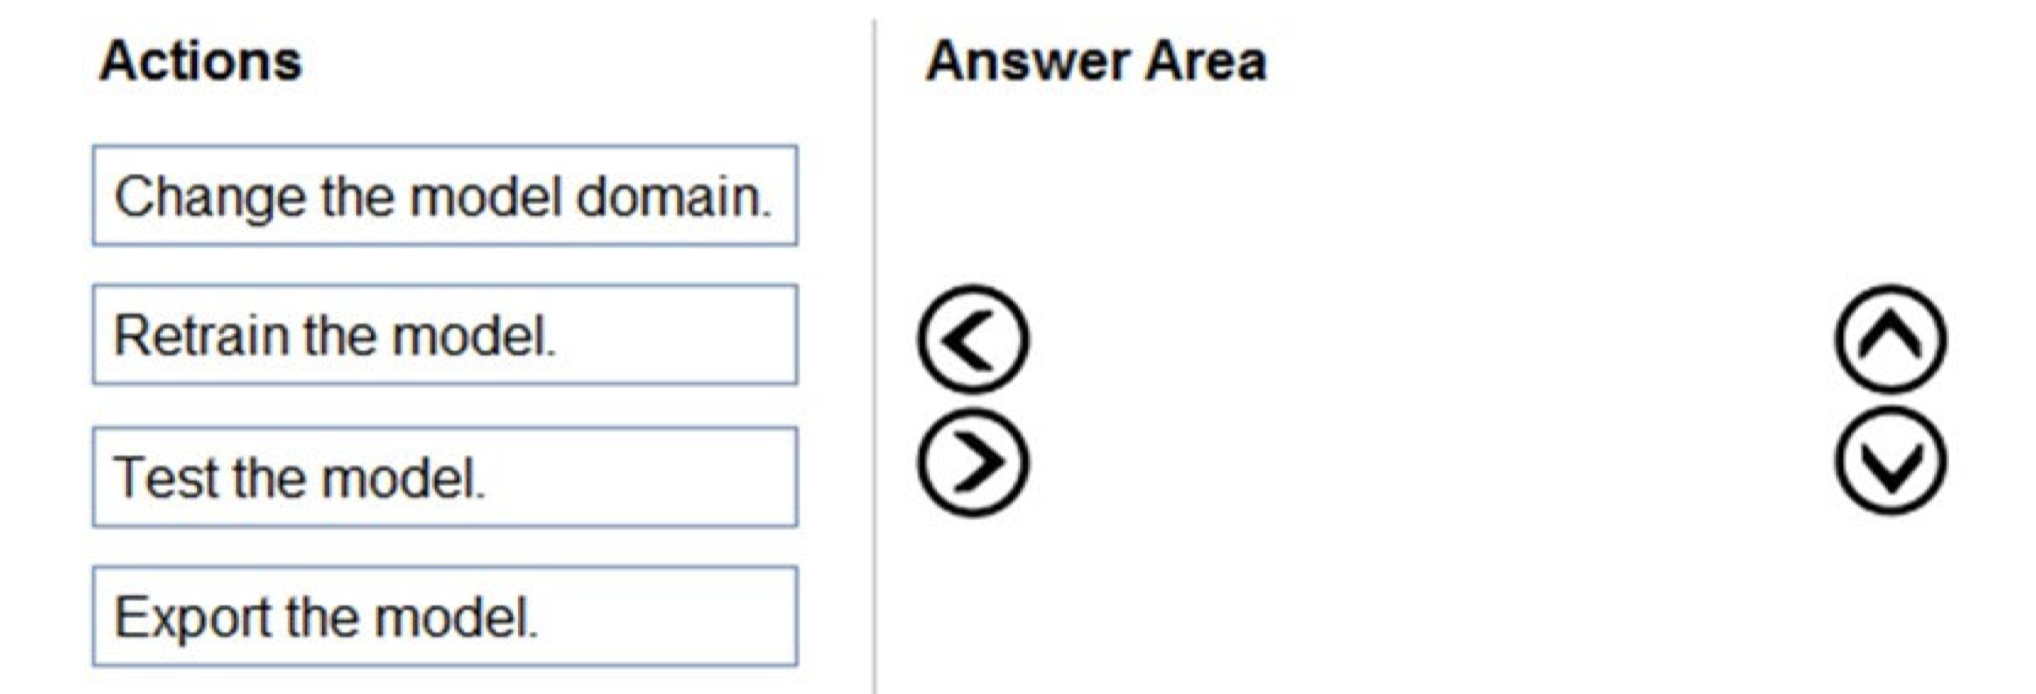 Actions
Answer Area
Change the model domain.
Retrain the model.
Test the model.
Export the model.